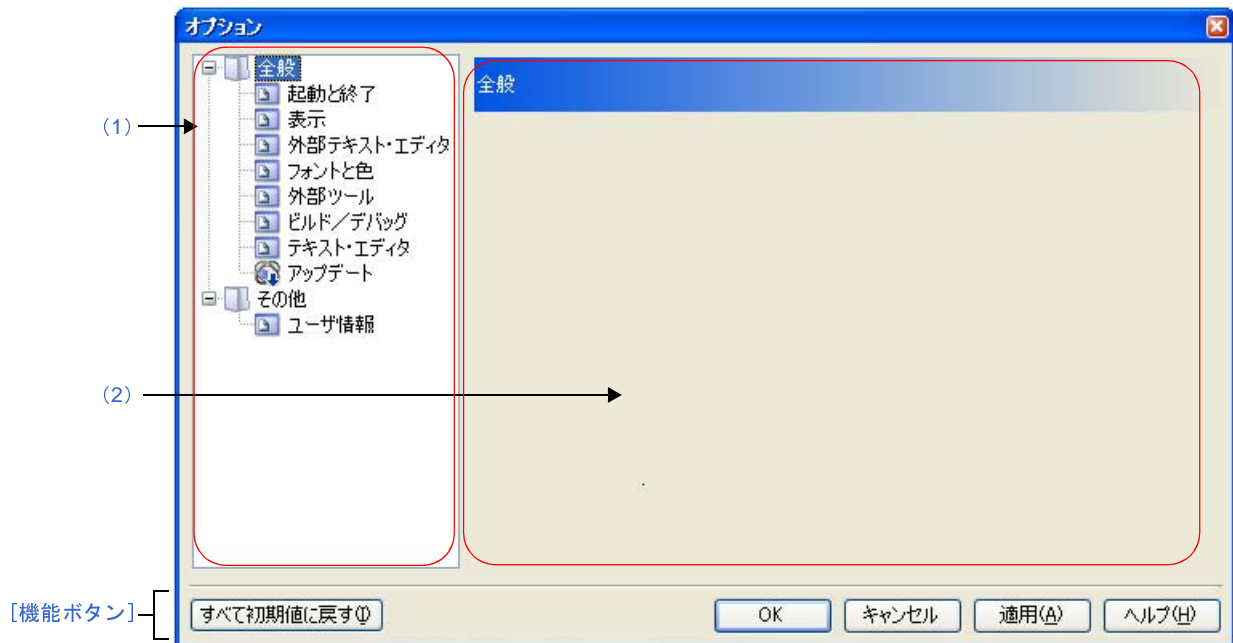 オプション
全般
起動と終了
表示
外部テキスト・エディタ
フォントと色
外部ツール
ビルド/デバッグ
テキスト・エディタ
アップデート
その他
ユーザ情報
全般
(1)
(2)
[機能ボタン]
すべて初期値に戻す(I)
OK
キャンセル
適用(A)
ヘルプ(H)